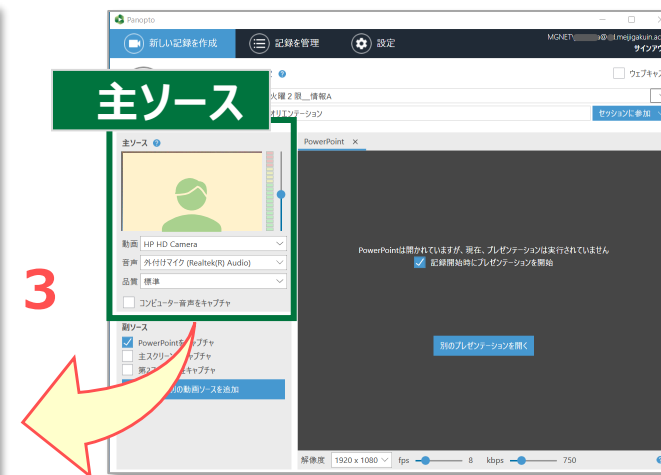 Panopto
新しい記録を作成
記録を管理
設定
MGNET\
meijigakuin.ac
サインアウ
ウェブキャス
火曜２限__情報A
オリエンテーション
セッションに参加
主ソース
主ソース
PowerPoint ×
動画 HP HD Camera
音声 外付けマイク (Realtek(R) Audio)
品質 標準
コンピューター音声をキャプチャ
PowerPointは開かれていますが、現在、プレゼンテーションは実行されていません
記録開始時にプレゼンテーションを開始
別のプレゼンテーションを開く
3
副ソース
PowerPointをキャプチャ
主スクリーン
ャプチャ
第2
キャプチャ
別の動画ソースを追加
解像度 1920 x 1080 fps 8 kbps 750